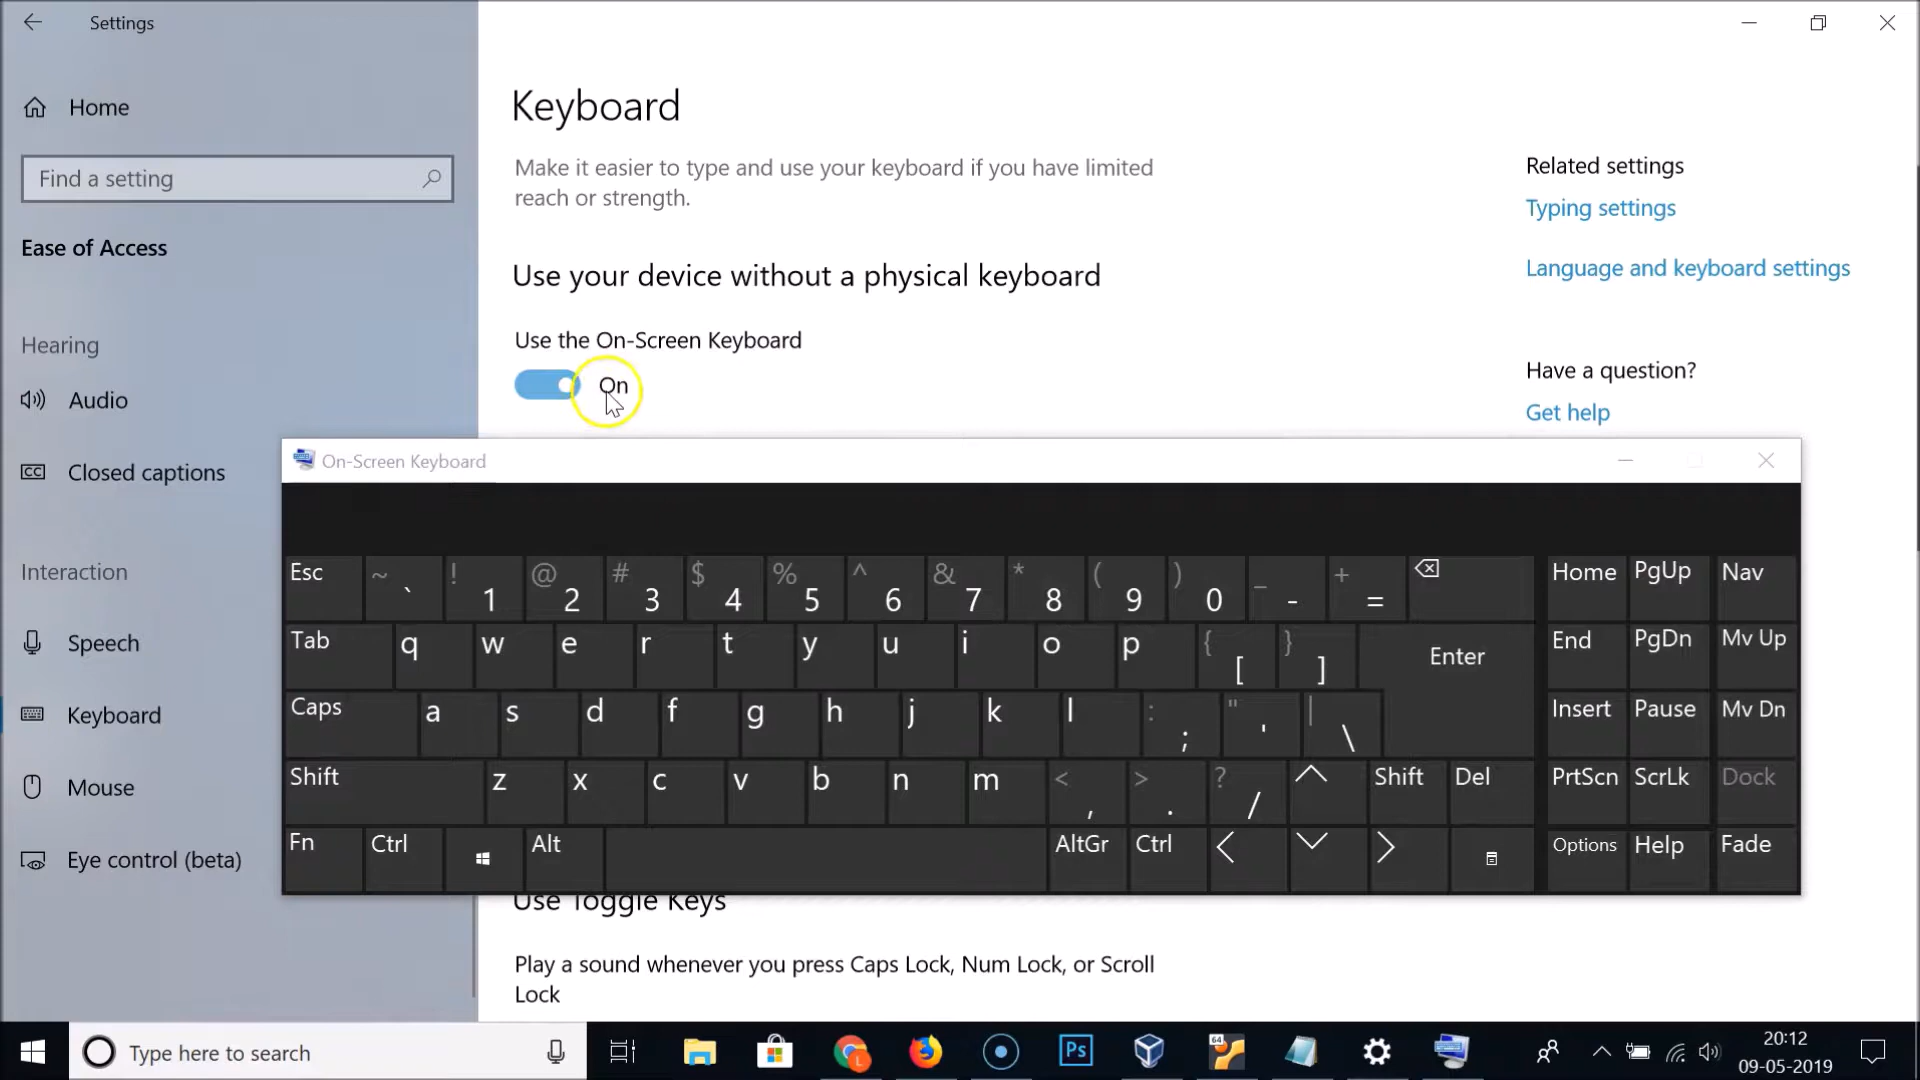 Settings
Home
Find a setting
Ease of Access
Hearing
Audio
CC Closed captions
Interaction
Speech
Keyboard
Mouse
Eye control (beta)
Keyboard
Make it easier to type and use your keyboard if you have limited
reach or strength.
Use your device without a physical keyboard
Use the On-Screen Keyboard
On
Related settings
Typing settings
Language and keyboard settings
Have a question?
Get help
On-Screen Keyboard
Esc ~ ` ! 1 @ 2 # 3 $ 4 % 5 ^ 6 & 7 * 8 ( 9 ) 0 _ - + = Home PgUp Nav
Tab q w e r t y u i o p { [ } ] Enter End PgDn Mv Up
Caps a s d f g h j k l : ; " ' | \ Insert Pause Mv Dn
Shift z x c v b n m < , > . ? / Shift Del PrtScn ScrLk Dock
Fn Ctrl Alt AltGr Ctrl Options Help Fade
Use Toggle Keys
Play a sound whenever you press Caps Lock, Num Lock, or Scroll
Lock
Type here to search
Ps
64
20:12
09-05-2019